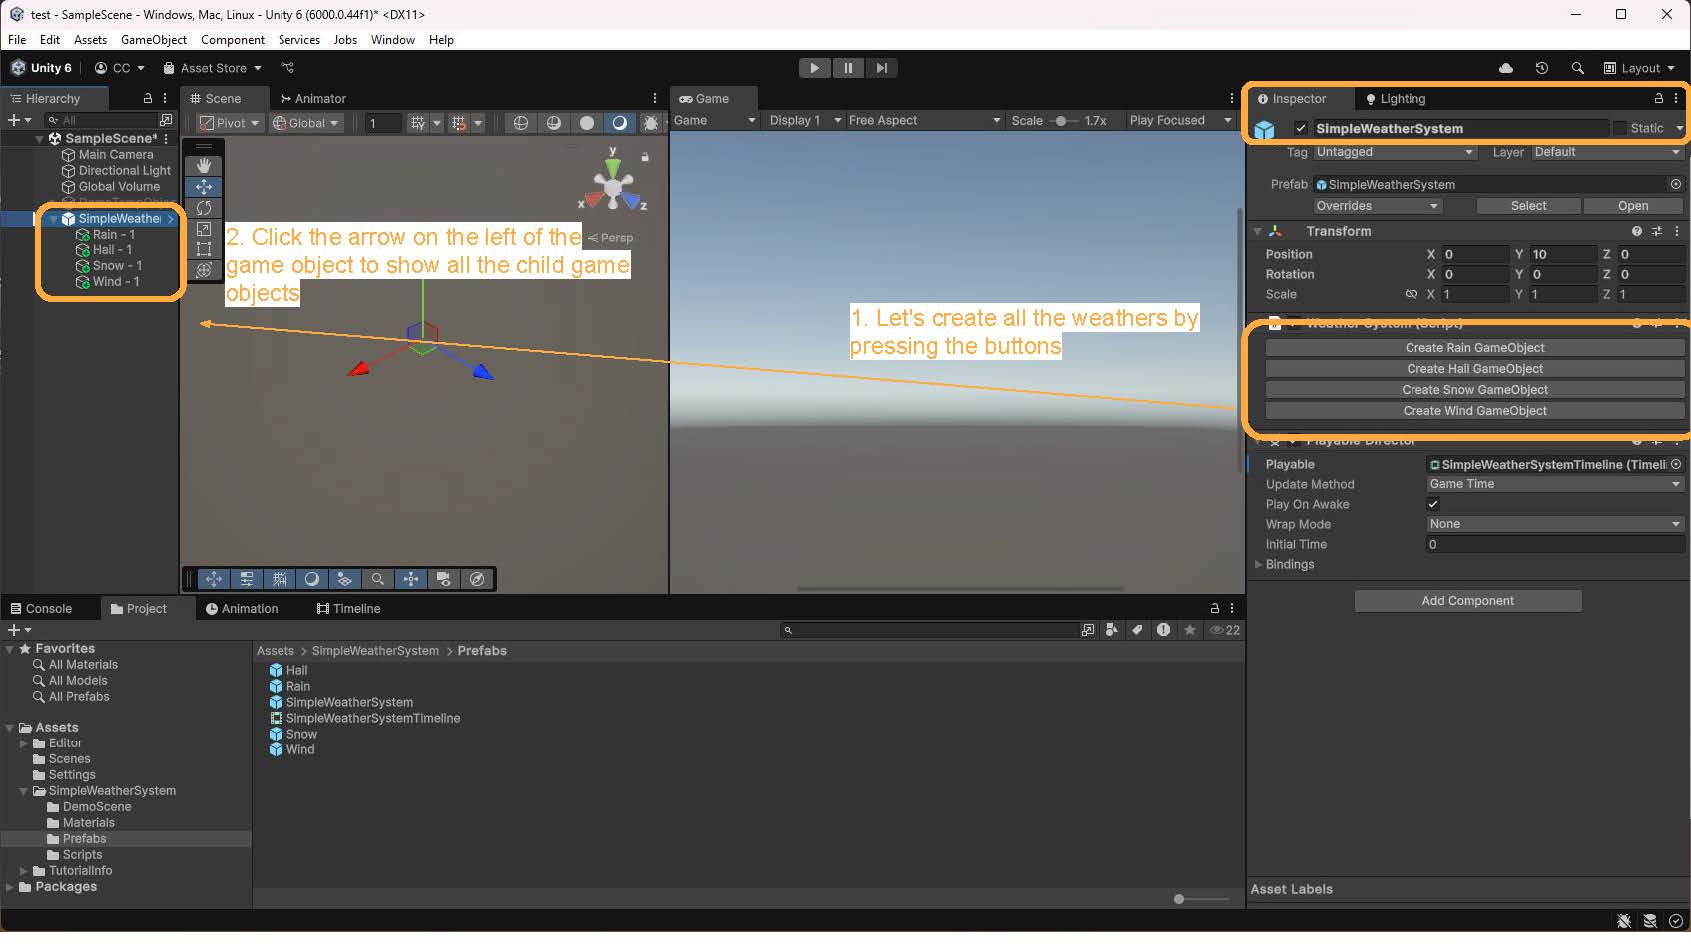 test - SampleScene - Windows, Mac, Linux - Unity 6 (6000.0.44f1)* <DX11>
File Edit Assets GameObject Component Services Jobs Window Help
Unity 6 CC Asset Store Layout
Hierarchy
All
SampleScene*
Main Camera
Directional Light
Global Volume
SimpleWeather
Rain - 1
Hail - 1
Snow - 1
Wind - 1
Scene Animator
Pivot Global 1
y
x
z
Persp
2. Click the arrow on the left of the
game object to show all the child game
objects
Game
Game Display 1 Free Aspect Scale 1.7x Play Focused
1. Let's create all the weathers by
pressing the buttons
Inspector Lighting
SimpleWeatherSystem Static
Tag Untagged Layer Default
Prefab SimpleWeatherSystem
Overrides Select Open
Transform
Position X 0 Y 10 Z 0
Rotation X 0 Y 0 Z 0
Scale X 1 Y 1 Z 1
Weather System (Script)
Create Rain GameObject
Create Hail GameObject
Create Snow GameObject
Create Wind GameObject
Playable Director
Playable SimpleWeatherSystemTimeline (Timeli
Update Method Game Time
Play On Awake
Wrap Mode None
Initial Time 0
Bindings
Add Component
Asset Labels
Console Project Animation Timeline
22
Favorites
All Materials
All Models
All Prefabs
Assets
Editor
Scenes
Settings
SimpleWeatherSystem
DemoScene
Materials
Prefabs
Scripts
TutorialInfo
Packages
Assets > SimpleWeatherSystem > Prefabs
Hail
Rain
SimpleWeatherSystem
SimpleWeatherSystemTimeline
Snow
Wind